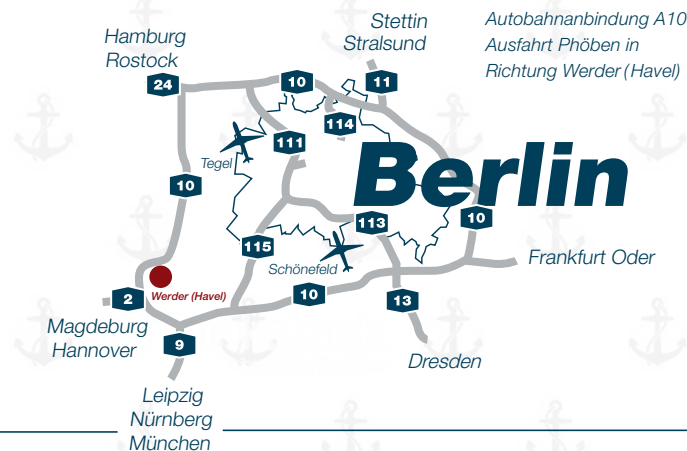 Stettin
Stralsund
Autobahnanbindung A10
Ausfahrt Phöben in
Richtung Werder (Havel)
Hamburg
Rostock
24
10
11
114
111
Tegel
Berlin
10
113
10
115
Schönefeld
Frankfurt Oder
Werder (Havel)
2
10
13
Magdeburg
Hannover
9
Dresden
Leipzig
Nürnberg
München